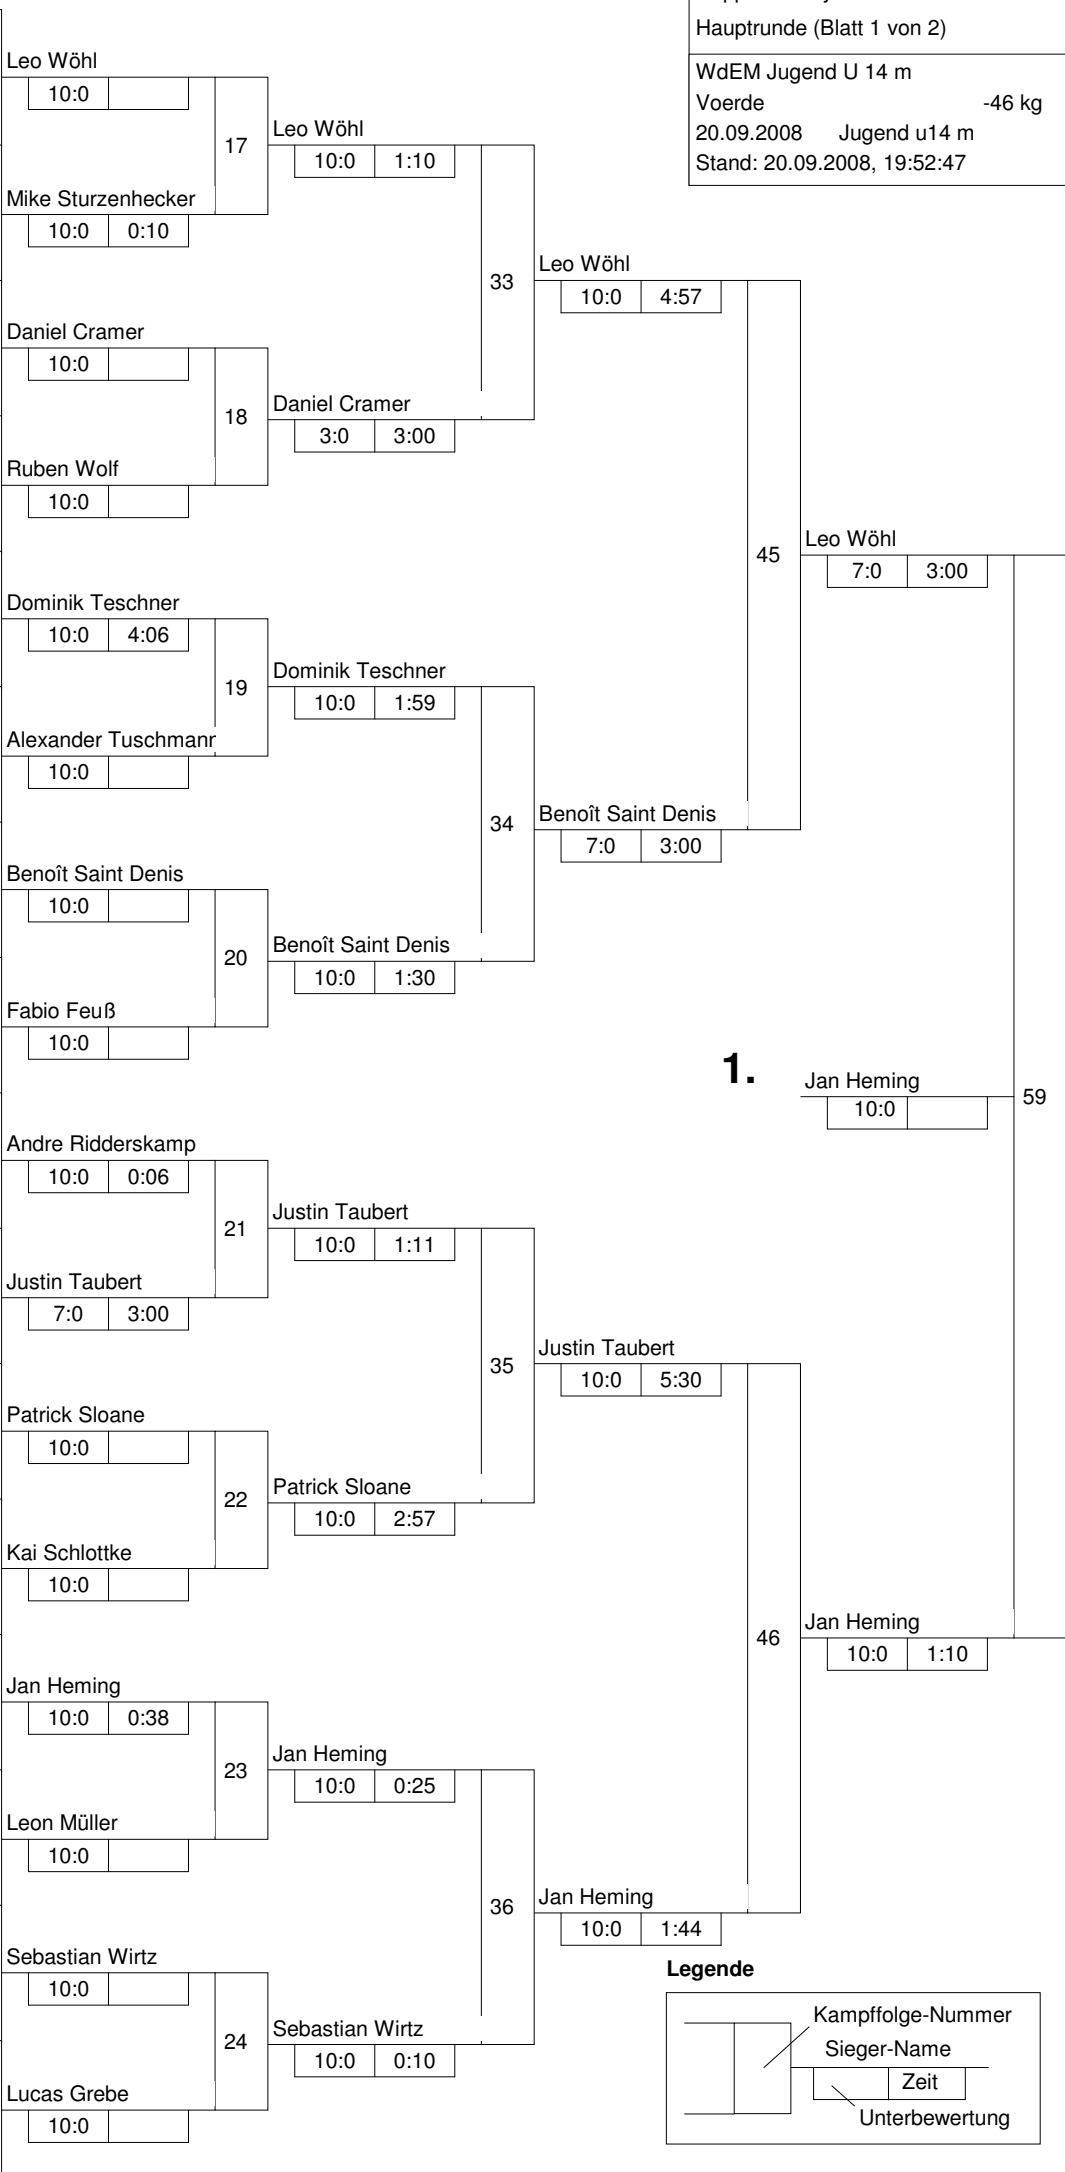 Hauptrunde (Blatt 1 von 2)
WdEM Jugend U 14 m
Voerde -46 kg
20.09.2008 Jugend u14 m
Stand: 20.09.2008, 19:52:47
Leo Wöhl
10:0
17
Mike Sturzenhecker
10:0 0:10
Daniel Cramer
10:0
18
Ruben Wolf
10:0
Dominik Teschner
10:0 4:06
19
Alexander Tuschmann
10:0
Benoît Saint Denis
10:0
20
Fabio Feuß
10:0
Andre Ridderskamp
10:0 0:06
21
Justin Taubert
7:0 3:00
Patrick Sloane
10:0
22
Kai Schlottke
10:0
Jan Heming
10:0 0:38
23
Leon Müller
10:0
Sebastian Wirtz
10:0
24
Lucas Grebe
10:0
Leo Wöhl
10:0 1:10
33
Daniel Cramer
3:0 3:00
Dominik Teschner
10:0 1:59
34
Benoît Saint Denis
10:0 1:30
Justin Taubert
10:0 1:11
35
Patrick Sloane
10:0 2:57
Jan Heming
10:0 0:25
36
Sebastian Wirtz
10:0 0:10
Leo Wöhl
10:0 4:57
45
Benoît Saint Denis
7:0 3:00
Justin Taubert
10:0 5:30
46
Jan Heming
10:0 1:44
Leo Wöhl
7:0 3:00
1.
Jan Heming
10:0
59
Jan Heming
10:0 1:10
Legende
Kampffolge-Nummer
Sieger-Name
Zeit
Unterbewertung